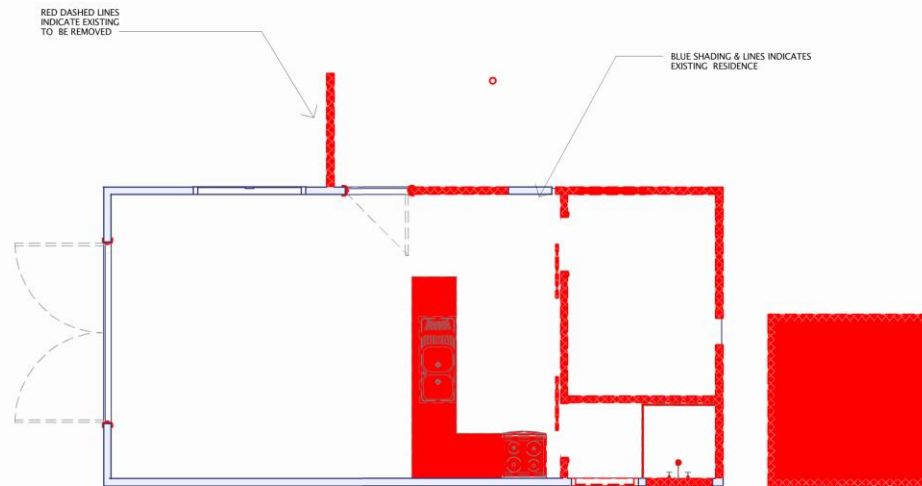 RED DASHED LINES
INDICATE EXISTING
TO BE REMOVED
BLUE SHADING & LINES INDICATES
EXISTING RESIDENCE